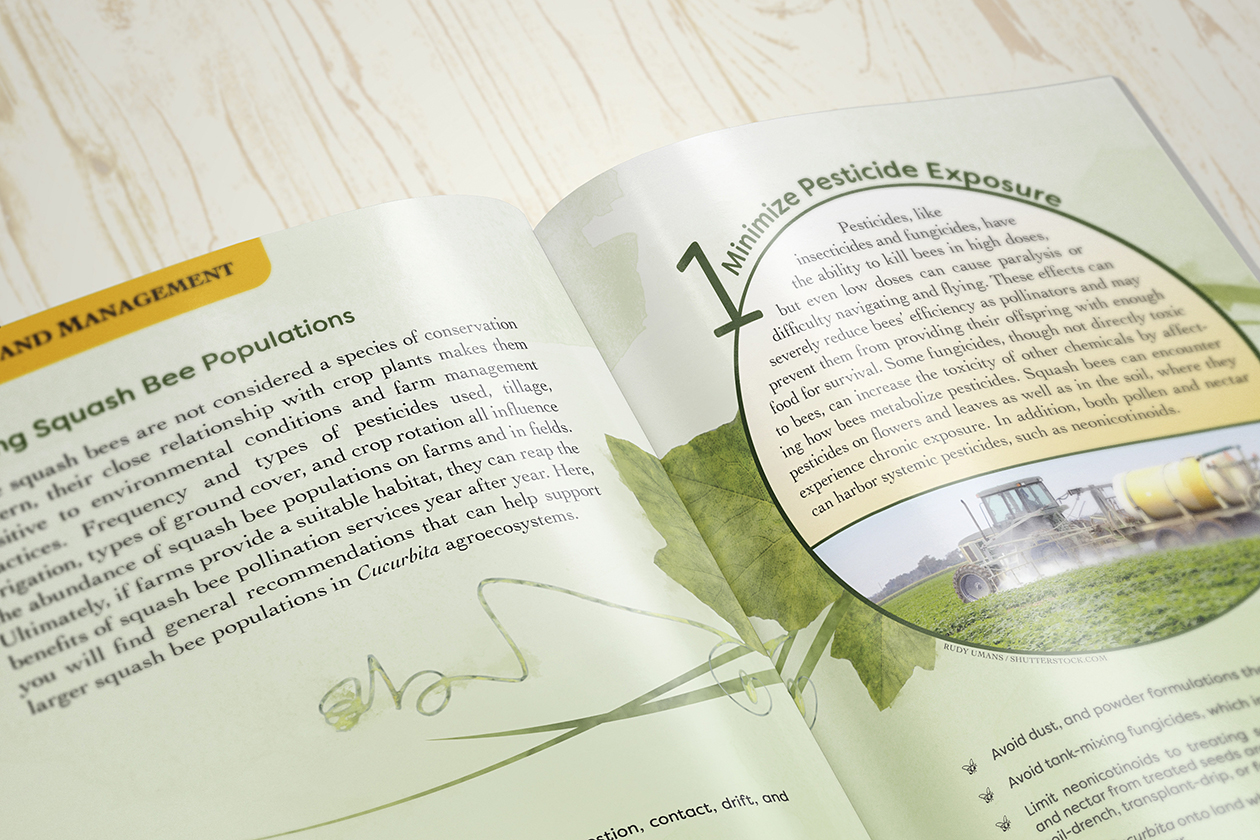 AND MANAGEMENT
ng Squash Bee Populations
squash bees are not considered a species of conservation
ern, their close relationship with crop plants makes them
sitive to environmental conditions and farm management
actices. Frequency and types of pesticides used, tillage,
rigation, types of ground cover, and crop rotation all influence
he abundance of squash bee populations on farms and in fields.
Ultimately, if farms provide a suitable habitat, they can reap the
benefits of squash bee pollination services year after year. Here,
you will find general recommendations that can help support
larger squash bee populations in Cucurbita agroecosystems.
estion, contact, drift, and
1
Minimize Pesticide Exposure
Pesticides, like
insecticides and fungicides, have
the ability to kill bees in high doses,
but even low doses can cause paralysis or
difficulty navigating and flying. These effects can
severely reduce bees' efficiency as pollinators and may
prevent them from providing their offspring with enough
food for survival. Some fungicides, though not directly toxic
to bees, can increase the toxicity of other chemicals by affect-
ing how bees metabolize pesticides. Squash bees can encounter
pesticides on flowers and leaves as well as in the soil, where they
experience chronic exposure. In addition, both pollen and nectar
can harbor systemic pesticides, such as neonicotinoids.
RUDY UMANS / SHUTTERSTOCK.COM
Avoid dust, and powder formulations th
Avoid tank-mixing fungicides, which i
Limit neonicotinoids to treating
and nectar from treated seeds a
oil-drench, transplant-drip, or f
curbita onto land w